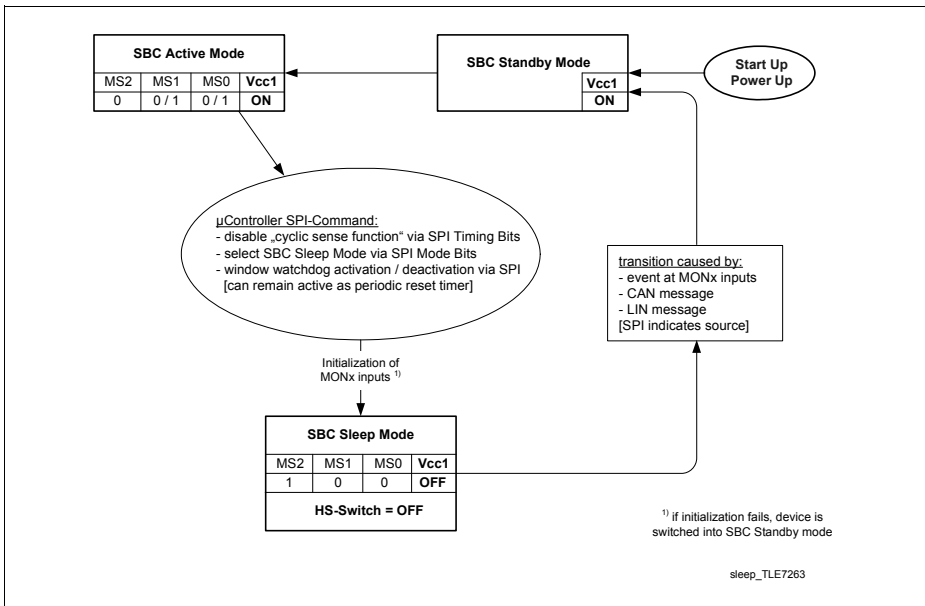 SBC Active Mode
MS2 MS1 MS0 Vcc1
0 0 / 1 0 / 1 ON
SBC Standby Mode
Vcc1
ON
Start Up
Power Up
µController SPI-Command:
- disable „cyclic sense function“ via SPI Timing Bits
- select SBC Sleep Mode via SPI Mode Bits
- window watchdog activation / deactivation via SPI
[can remain active as periodic reset timer]
transition caused by:
- event at MONx inputs
- CAN message
- LIN message
[SPI indicates source]
Initialization of
MONx inputs 1)
SBC Sleep Mode
MS2 MS1 MS0 Vcc1
1 0 0 OFF
HS-Switch = OFF
1) if initialization fails, device is
switched into SBC Standby mode
sleep_TLE7263